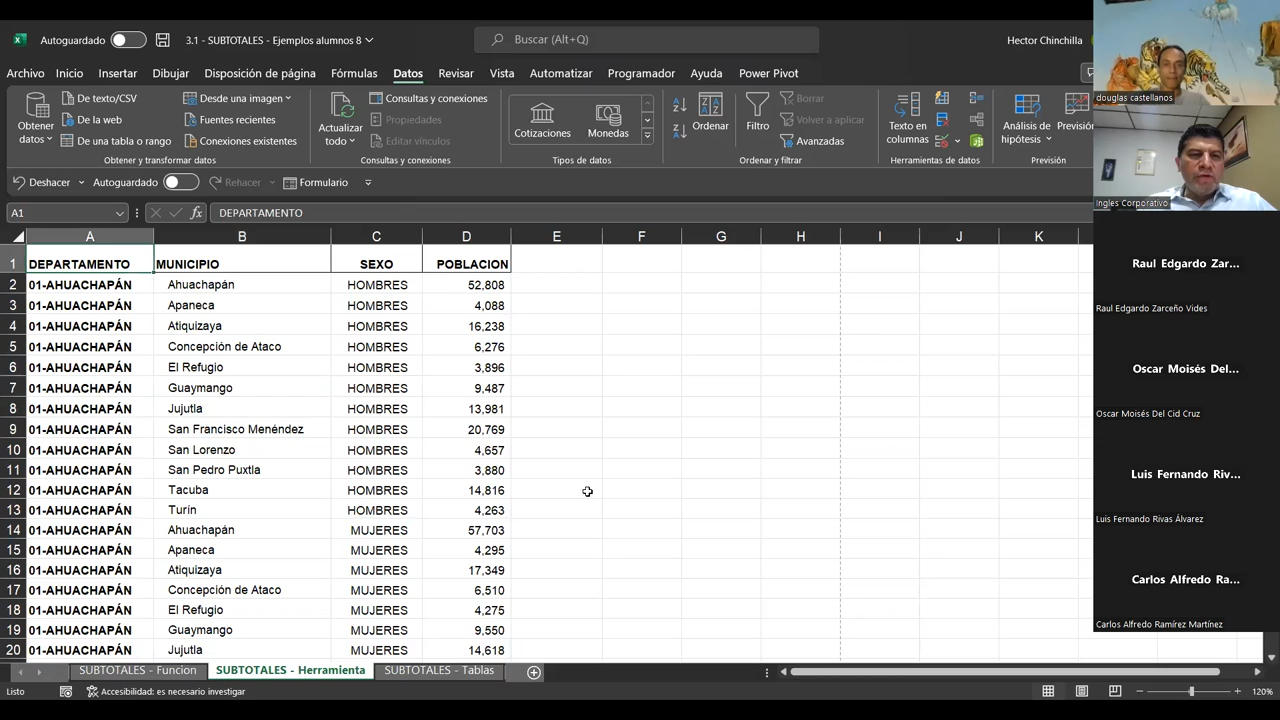 Autoguardado
3.1 - SUBTOTALES - Ejemplos alumnos 8
Buscar (Alt+Q)
Hector Chinchilla
Archivo Inicio Insertar Dibujar Disposición de página Fórmulas Datos Revisar Vista Automatizar Programador Ayuda Power Pivot
Obtener datos
De texto/CSV
De la web
De una tabla o rango
Desde una imagen
Fuentes recientes
Conexiones existentes
Obtener y transformar datos
Actualizar todo
Consultas y conexiones
Propiedades
Editar vínculos
Consultas y conexiones
Cotizaciones
Monedas
Tipos de datos
Ordenar
Filtro
Borrar
Volver a aplicar
Avanzadas
Ordenar y filtrar
Texto en columnas
Herramientas de datos
Análisis de hipótesis
Previsión
Deshacer Autoguardado Rehacer Formulario
A1 fx DEPARTAMENTO
A B C D E F G H I J K
1 DEPARTAMENTO MUNICIPIO SEXO POBLACION
2 01-AHUACHAPÁN Ahuachapán HOMBRES 52,808
3 01-AHUACHAPÁN Apaneca HOMBRES 4,088
4 01-AHUACHAPÁN Atiquizaya HOMBRES 16,238
5 01-AHUACHAPÁN Concepción de Ataco HOMBRES 6,276
6 01-AHUACHAPÁN El Refugio HOMBRES 3,896
7 01-AHUACHAPÁN Guaymango HOMBRES 9,487
8 01-AHUACHAPÁN Jujutla HOMBRES 13,981
9 01-AHUACHAPÁN San Francisco Menéndez HOMBRES 20,769
10 01-AHUACHAPÁN San Lorenzo HOMBRES 4,657
11 01-AHUACHAPÁN San Pedro Puxtla HOMBRES 3,880
12 01-AHUACHAPÁN Tacuba HOMBRES 14,816
13 01-AHUACHAPÁN Turín HOMBRES 4,263
14 01-AHUACHAPÁN Ahuachapán MUJERES 57,703
15 01-AHUACHAPÁN Apaneca MUJERES 4,295
16 01-AHUACHAPÁN Atiquizaya MUJERES 17,349
17 01-AHUACHAPÁN Concepción de Ataco MUJERES 6,510
18 01-AHUACHAPÁN El Refugio MUJERES 4,275
19 01-AHUACHAPÁN Guaymango MUJERES 9,550
20 01-AHUACHAPÁN Jujutla MUJERES 14,618
SUBTOTALES - Funcion SUBTOTALES - Herramienta SUBTOTALES - Tablas
Listo Accesibilidad: es necesario investigar 120%
douglas castellanos
Ingles Corporativo
Raul Edgardo Zar...
Raul Edgardo Zarceño Vides
Oscar Moisés Del...
Oscar Moisés Del Cid Cruz
Luis Fernando Riv...
Luis Fernando Rivas Álvarez
Carlos Alfredo Ra...
Carlos Alfredo Ramírez Martínez